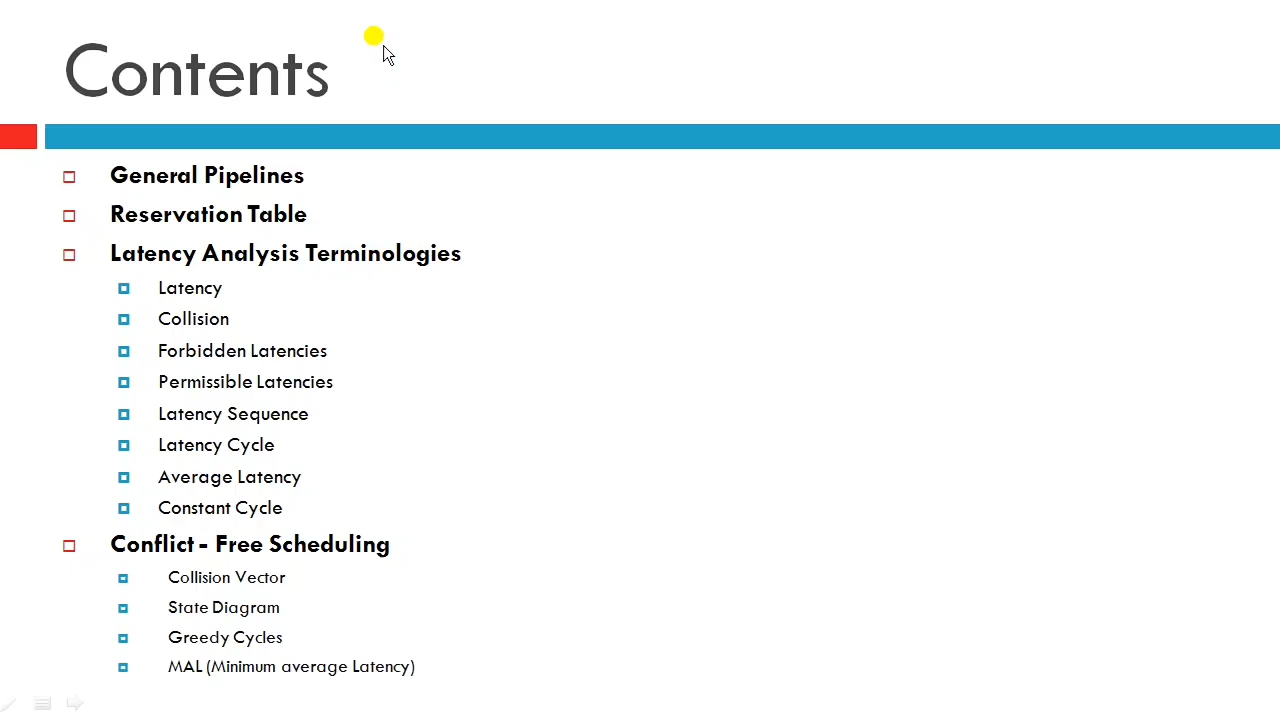 Contents
General Pipelines
Reservation Table
Latency Analysis Terminologies
Latency
Collision
Forbidden Latencies
Permissible Latencies
Latency Sequence
Latency Cycle
Average Latency
Constant Cycle
Conflict - Free Scheduling
Collision Vector
State Diagram
Greedy Cycles
MAL (Minimum average Latency)